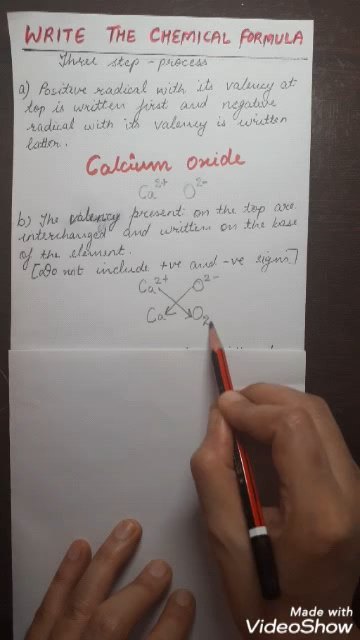 WRITE THE CHEMICAL FORMULA
Three step - process
a) Positive radical with its valency at
top is written first and negative
radical with its valency is written
latter.
Calcium oxide
Ca²⁺ O²⁻
b) The valency present on the top are
interchanged and written on the base
of the element.
[Do not include +ve and -ve signs]
Ca²⁺ O²⁻
Ca O₂
Made with
VideoShow